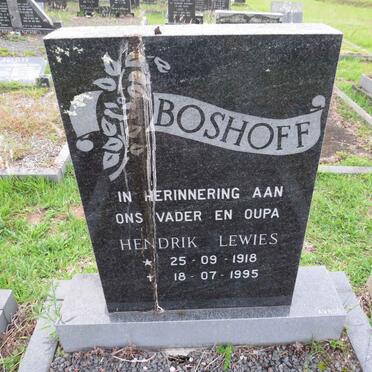 BOSHOFF
IN HERINNERING AAN
ONS VADER EN OUPA
HENDRIK LEWIES
* 25 - 09 - 1918
18 - 07 - 1995